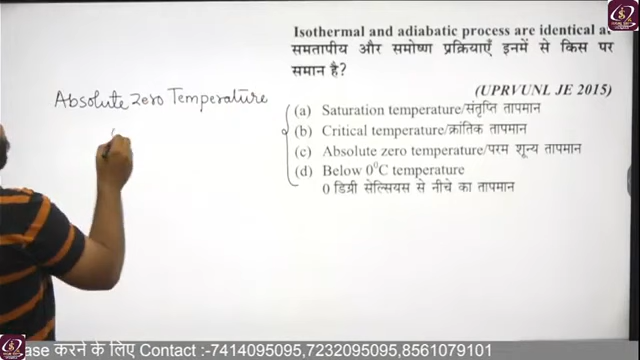 Isothermal and adiabatic process are identical at
समतापीय और समोष्ण प्रक्रियाएँ इनमें से किस पर
समान है?
(UPRVUNL JE 2015)
Absolute Zero Temperature
(a) Saturation temperature/संतृप्ति तापमान
(b) Critical temperature/क्रांतिक तापमान
(c) Absolute zero temperature/परम शून्य तापमान
(d) Below 0⁰C temperature
0 डिग्री सेल्सियस से नीचे का तापमान
ase करने के लिए Contact :-7414095095,7232095095,8561079101